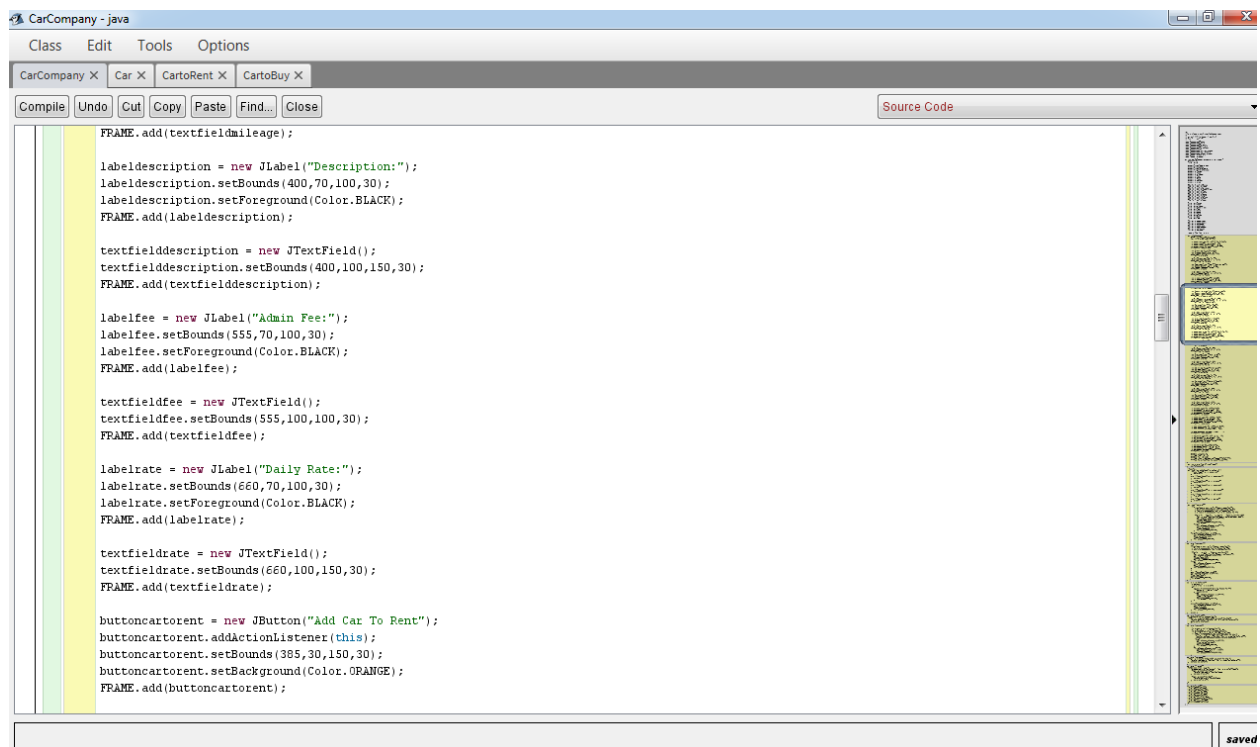 CarCompany - java
Class Edit Tools Options
CarCompany X Car X CartoRent X CartoBuy X
Compile Undo Cut Copy Paste Find... Close Source Code
FRAME.add(textfieldmileage);
labeldescription = new JLabel("Description:");
labeldescription.setBounds(400,70,100,30);
labeldescription.setForeground(Color.BLACK);
FRAME.add(labeldescription);
textfielddescription = new JTextField();
textfielddescription.setBounds(400,100,150,30);
FRAME.add(textfielddescription);
labelfee = new JLabel("Admin Fee:");
labelfee.setBounds(555,70,100,30);
labelfee.setForeground(Color.BLACK);
FRAME.add(labelfee);
textfieldfee = new JTextField();
textfieldfee.setBounds(555,100,100,30);
FRAME.add(textfieldfee);
labelrate = new JLabel("Daily Rate:");
labelrate.setBounds(660,70,100,30);
labelrate.setForeground(Color.BLACK);
FRAME.add(labelrate);
textfieldrate = new JTextField();
textfieldrate.setBounds(660,100,150,30);
FRAME.add(textfieldrate);
buttoncartorent = new JButton("Add Car To Rent");
buttoncartorent.addActionListener(this);
buttoncartorent.setBounds(385,30,150,30);
buttoncartorent.setBackground(Color.ORANGE);
FRAME.add(buttoncartorent);
saved